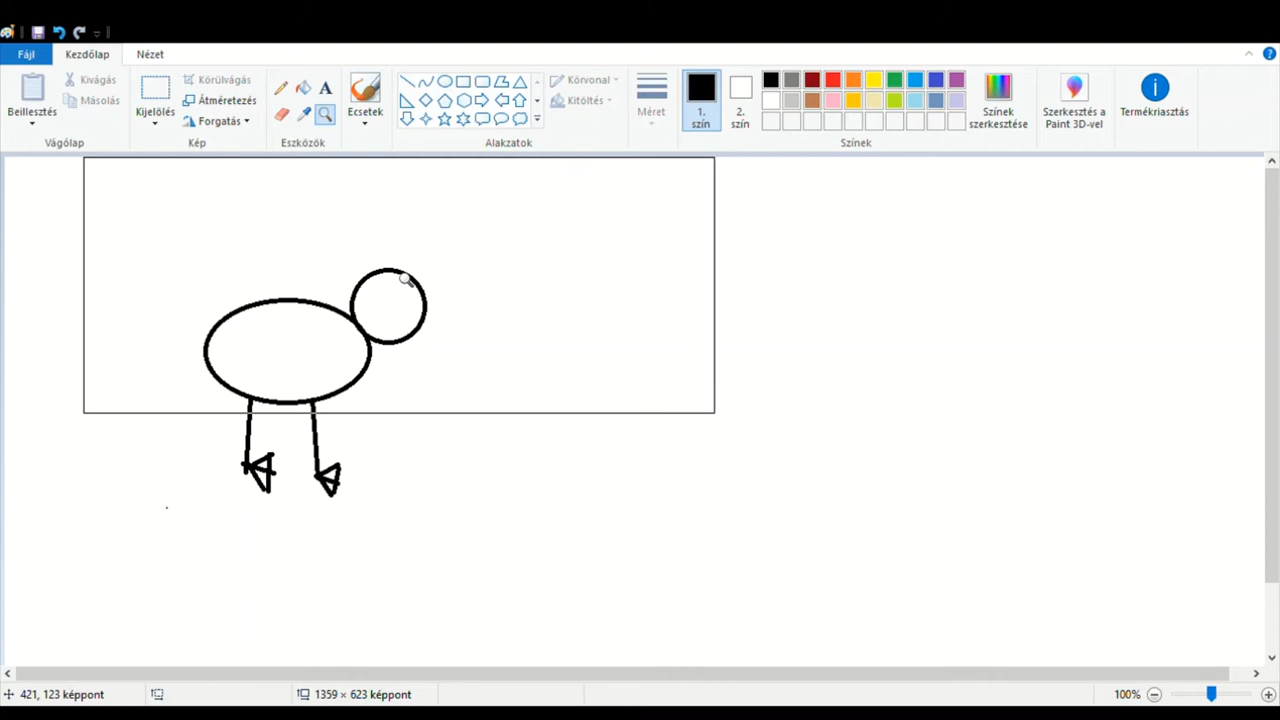 Fájl Kezdőlap Nézet
Beillesztés
Kivágás
Másolás
Vágólap
Kijelölés
Körülvágás
Átméretezés
Forgatás
Kép
A
Eszközök
Ecsetek
Körvonal
Kitöltés
Alakzatok
Méret
1. szín
2. szín
Színek szerkesztése
Színek
Szerkesztés a Paint 3D-vel
Termékriasztás
421, 123 képpont
1359 × 623 képpont
100%